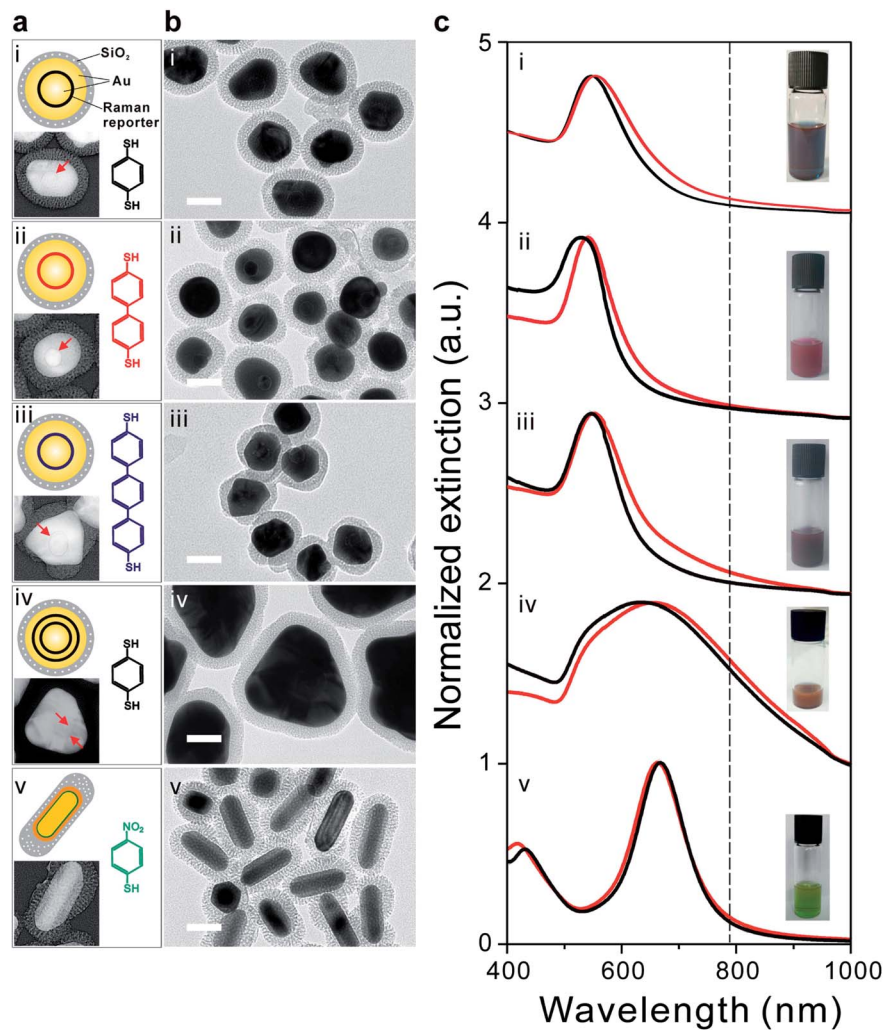 a
b
c
i
SiO₂
Au
Raman
reporter
SH
SH
ii
SH
SH
iii
SH
SH
iv
SH
SH
v
NO₂
SH
i
ii
iii
iv
v
Normalized extinction (a.u.)
5
4
3
2
1
0
i
ii
iii
iv
v
400
600
800
1000
Wavelength (nm)